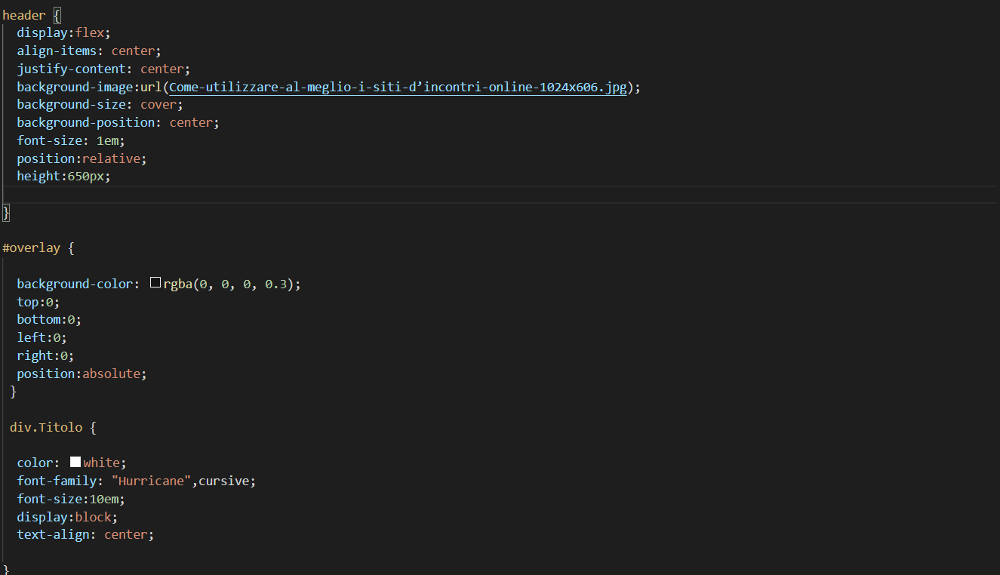 header {
display:flex;
align-items: center;
justify-content: center;
background-image:url(Come-utilizzare-al-meglio-i-siti-d’incontri-online-1024x606.jpg);
background-size: cover;
background-position: center;
font-size: 1em;
position:relative;
height:650px;
}
#overlay {
background-color: rgba(0, 0, 0, 0.3);
top:0;
bottom:0;
left:0;
right:0;
position:absolute;
}
div.Titolo {
color: white;
font-family: "Hurricane",cursive;
font-size:10em;
display:block;
text-align: center;
}